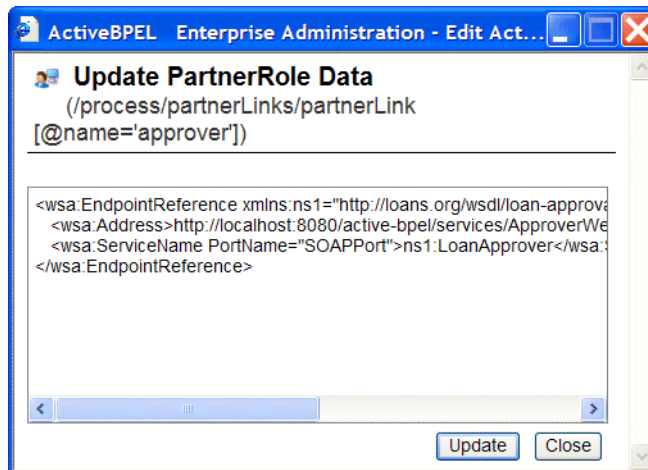 ActiveBPEL Enterprise Administration - Edit Act...
Update PartnerRole Data
(/process/partnerLinks/partnerLink
[@name='approver'])
<wsa:EndpointReference xmlns:ns1="http://loans.org/wsdl/loan-approva
<wsa:Address>http://localhost:8080/active-bpel/services/ApproverWe
<wsa:ServiceName PortName="SOAPPort">ns1:LoanApprover</wsa:
</wsa:EndpointReference>
Update Close